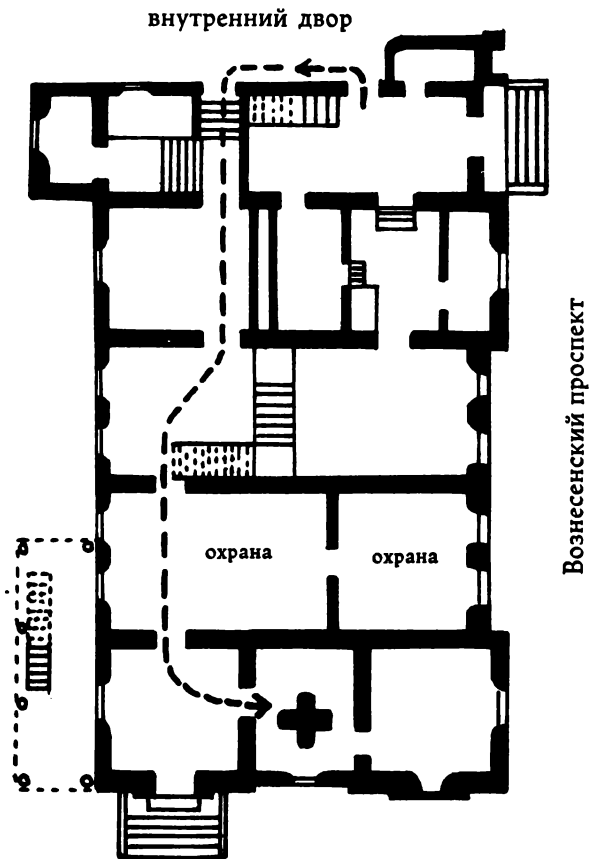 внутренний двор
Вознесенский проспект
охрана
охрана